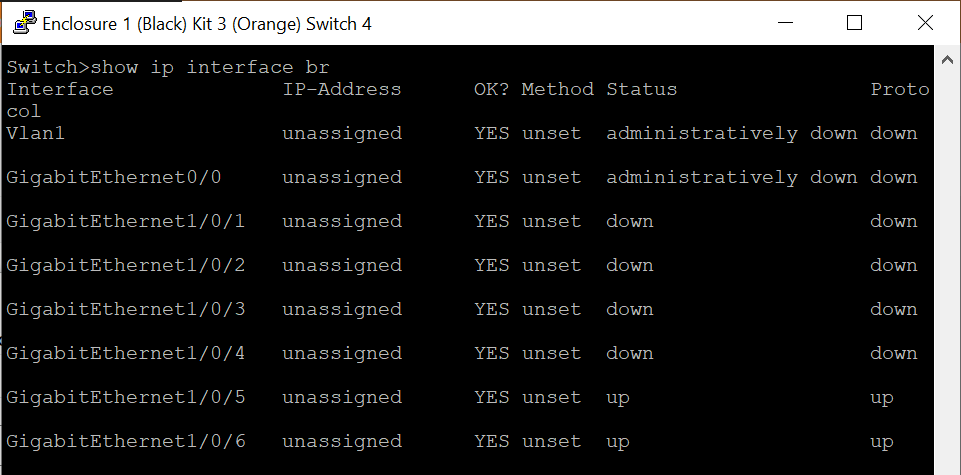 Enclosure 1 (Black) Kit 3 (Orange) Switch 4
Switch>show ip interface br
Interface              IP-Address      OK? Method Status                Proto
col
Vlan1                  unassigned      YES unset  administratively down down
GigabitEthernet0/0     unassigned      YES unset  administratively down down
GigabitEthernet1/0/1   unassigned      YES unset  down                  down
GigabitEthernet1/0/2   unassigned      YES unset  down                  down
GigabitEthernet1/0/3   unassigned      YES unset  down                  down
GigabitEthernet1/0/4   unassigned      YES unset  down                  down
GigabitEthernet1/0/5   unassigned      YES unset  up                    up
GigabitEthernet1/0/6   unassigned      YES unset  up                    up